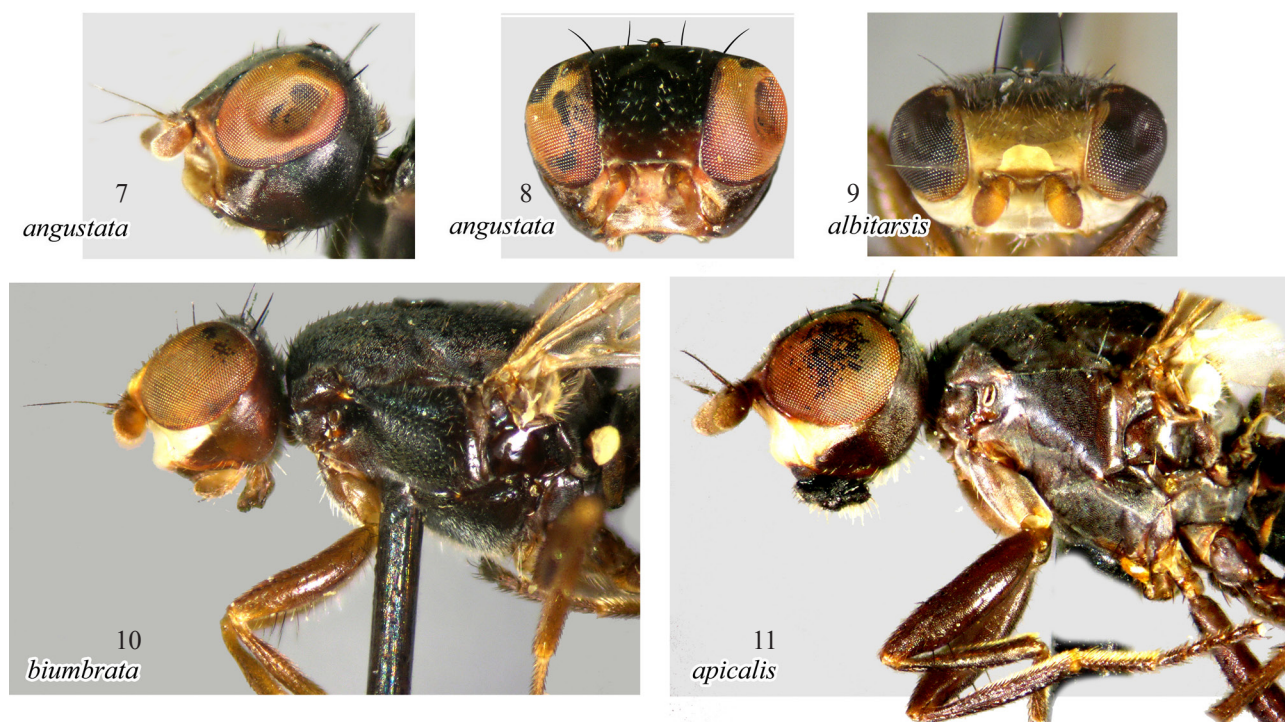 7
angustata
8
angustata
9
albitarsis
10
biumbrata
11
apicalis